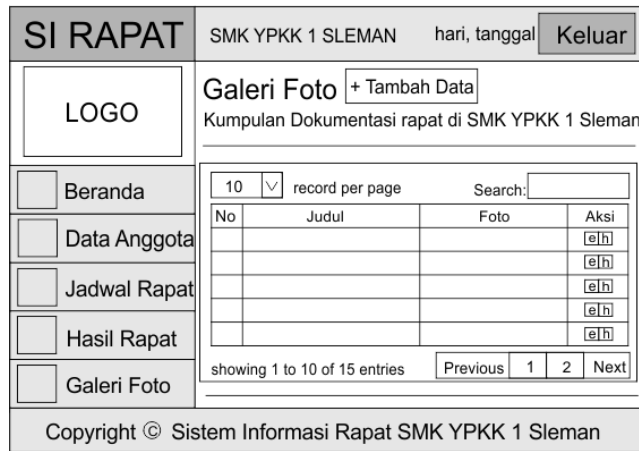 SI RAPAT
SMK YPKK 1 SLEMAN
hari, tanggal
Keluar
LOGO
Galeri Foto
+ Tambah Data
Kumpulan Dokumentasi rapat di SMK YPKK 1 Sleman
Beranda
Data Anggota
Jadwal Rapat
Hasil Rapat
Galeri Foto
10 record per page
Search:
No Judul Foto Aksi
e h
e h
e h
e h
e h
showing 1 to 10 of 15 entries
Previous 1 2 Next
Copyright © Sistem Informasi Rapat SMK YPKK 1 Sleman